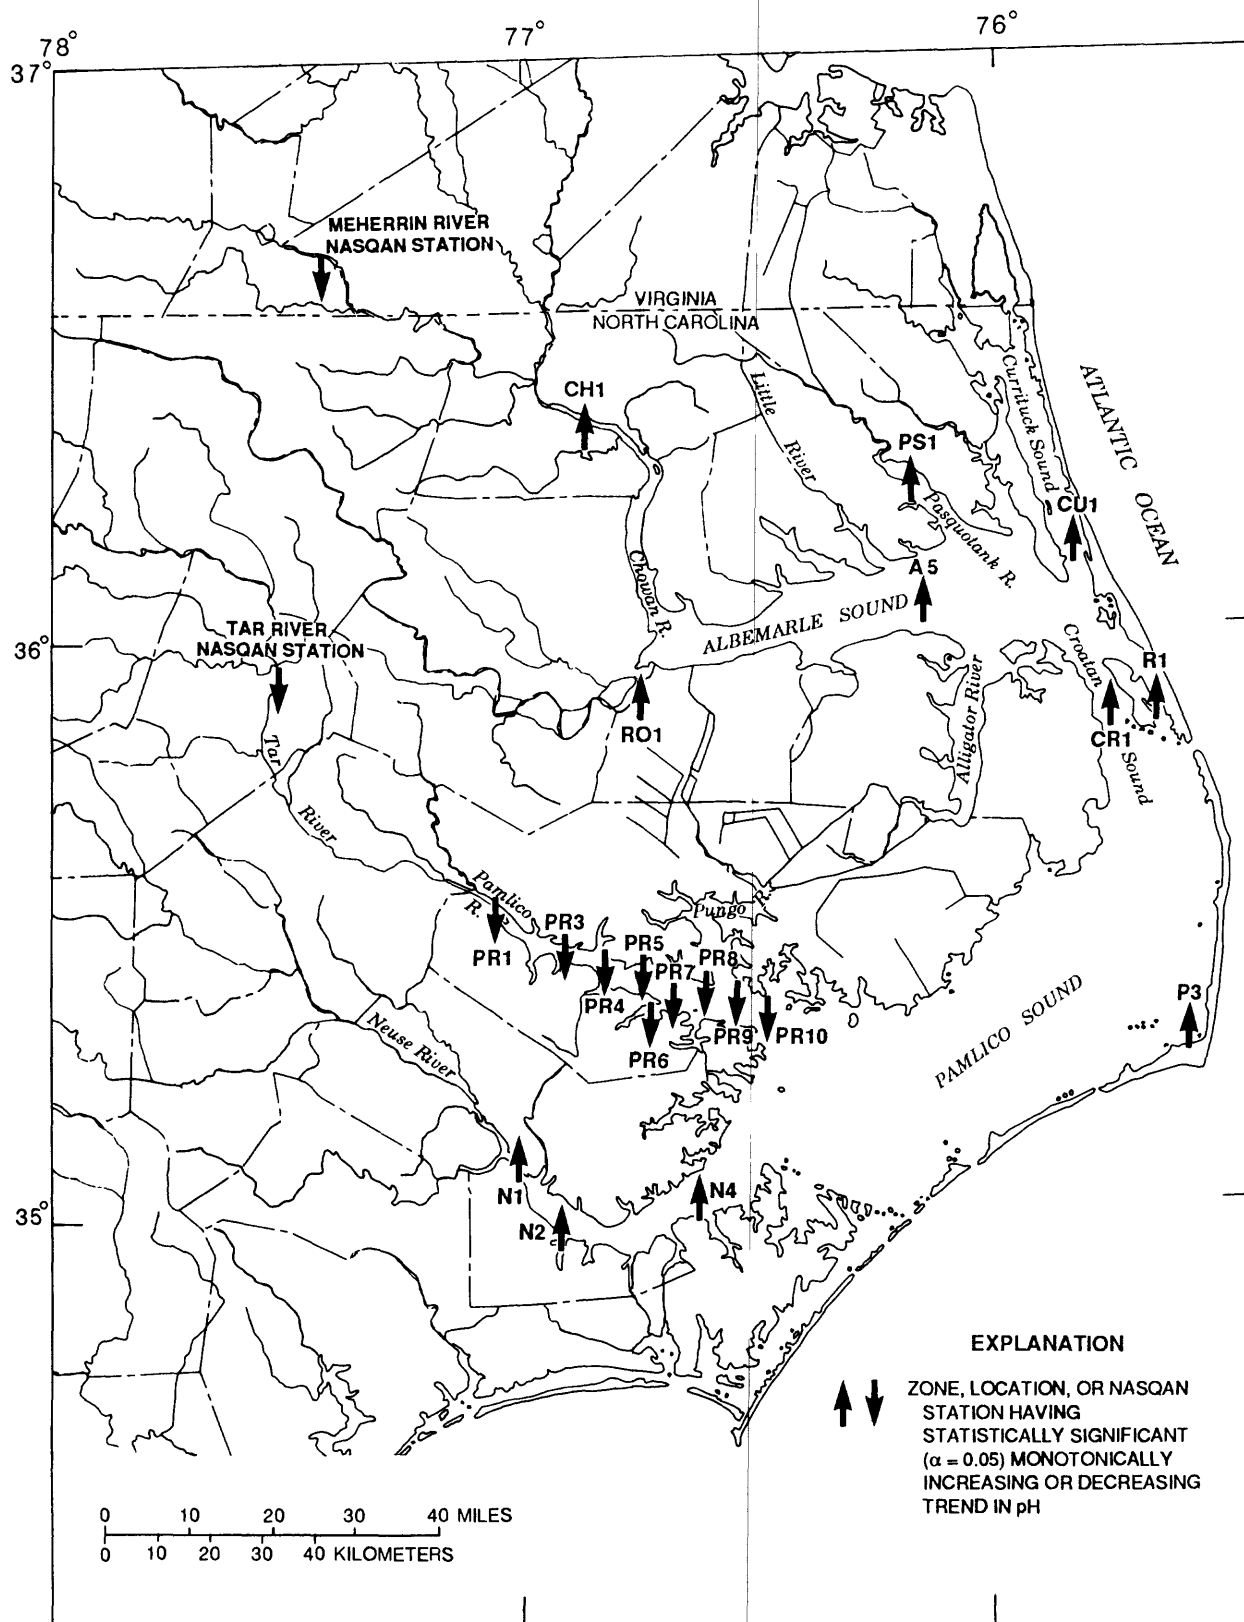 78°
77°
76°
37°
MEHERRIN RIVER
NASQAN STATION
VIRGINIA
NORTH CAROLINA
CH1
Little
River
PS1
Pasquotank R.
Currituck Sound
CU1
ATLANTIC OCEAN
Chowan R.
A5
ALBEMARLE SOUND
36°
TAR RIVER
NASQAN STATION
RO1
Alligator River
Croatan
Sound
R1
CR1
Tar
River
Pamlico
R.
Pungo
PR1
PR3
PR4
PR5
PR7
PR8
PR6
PR9
PR10
P3
PAMLICO SOUND
Neuse River
N1
N2
N4
35°
EXPLANATION
ZONE, LOCATION, OR NASQAN
STATION HAVING
STATISTICALLY SIGNIFICANT
(α = 0.05) MONOTONICALLY
INCREASING OR DECREASING
TREND IN pH
0 10 20 30 40 MILES
0 10 20 30 40 KILOMETERS